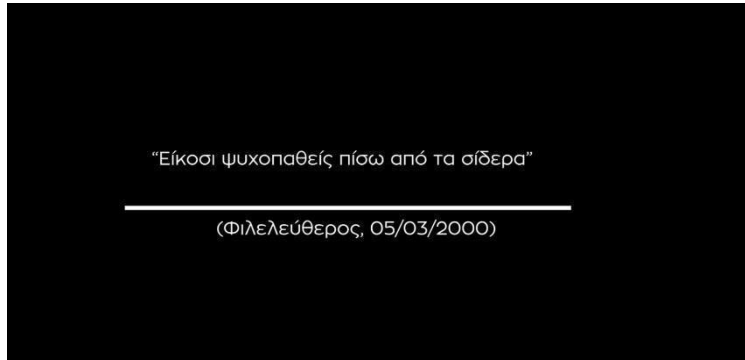 “Είκοσι ψυχοπαθείς πίσω από τα σίδερα”
(Φιλελεύθερος, 05/03/2000)